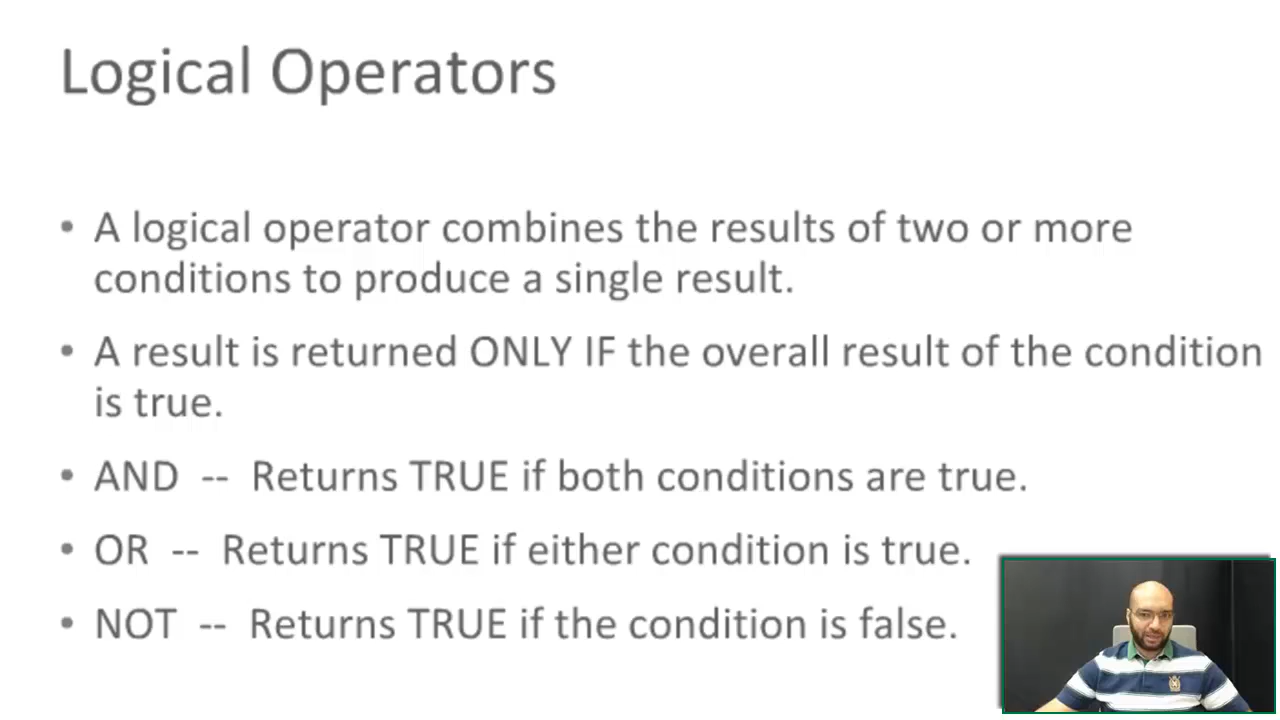 Logical Operators
• A logical operator combines the results of two or more
conditions to produce a single result.
• A result is returned ONLY IF the overall result of the condition
is true.
• AND -- Returns TRUE if both conditions are true.
• OR -- Returns TRUE if either condition is true.
• NOT -- Returns TRUE if the condition is false.